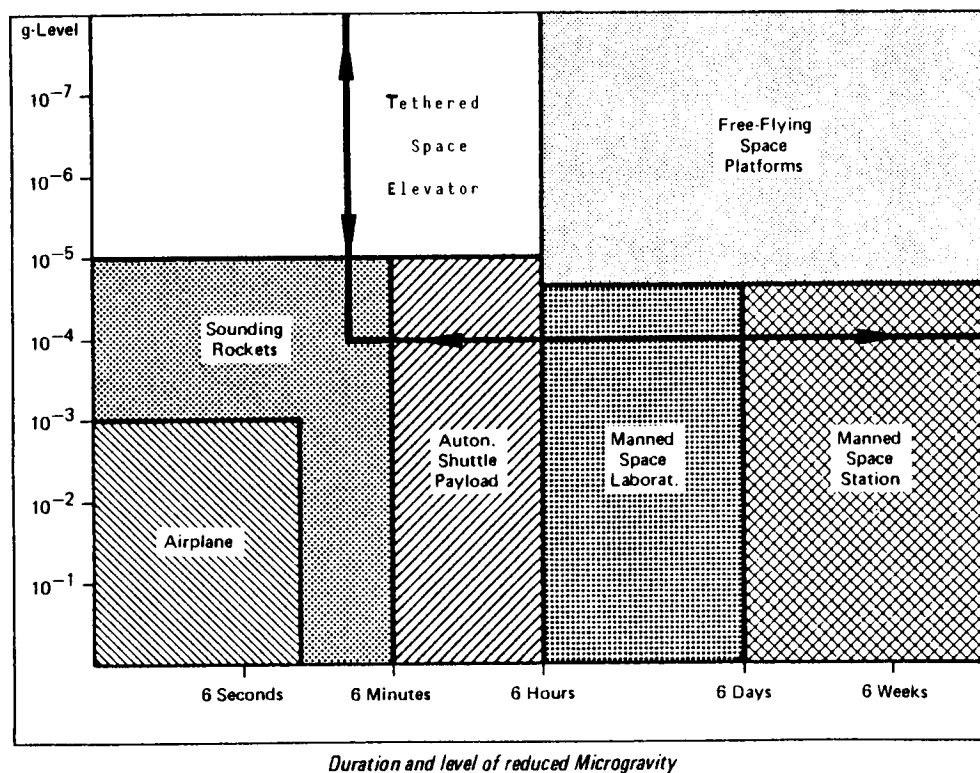 g-Level
10⁻⁷
10⁻⁶
10⁻⁵
10⁻⁴
10⁻³
10⁻²
10⁻¹
Tethered
Space
Elevator
Free-Flying
Space
Platforms
Sounding
Rockets
Airplane
Auton.
Shuttle
Payload
Manned
Space
Laborat.
Manned
Space
Station
6 Seconds
6 Minutes
6 Hours
6 Days
6 Weeks
Duration and level of reduced Microgravity